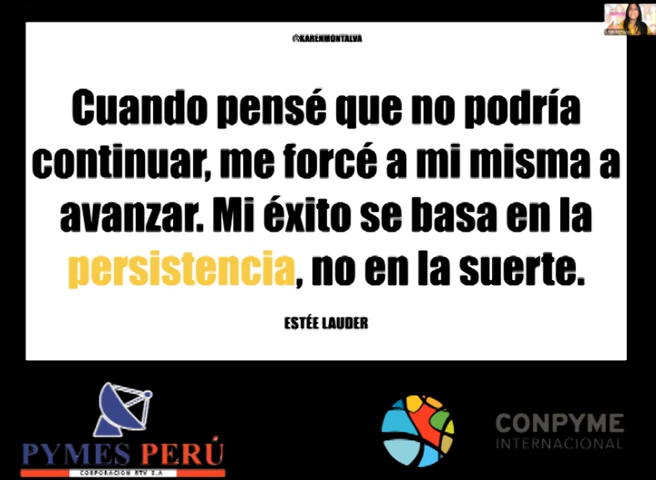 @KARENMONTALVA
Cuando pensé que no podría
continuar, me forcé a mi misma a
avanzar. Mi éxito se basa en la
persistencia, no en la suerte.
ESTÉE LAUDER
PYMES PERÚ
CORPORACION RTV S.A
CONPYME
INTERNACIONAL